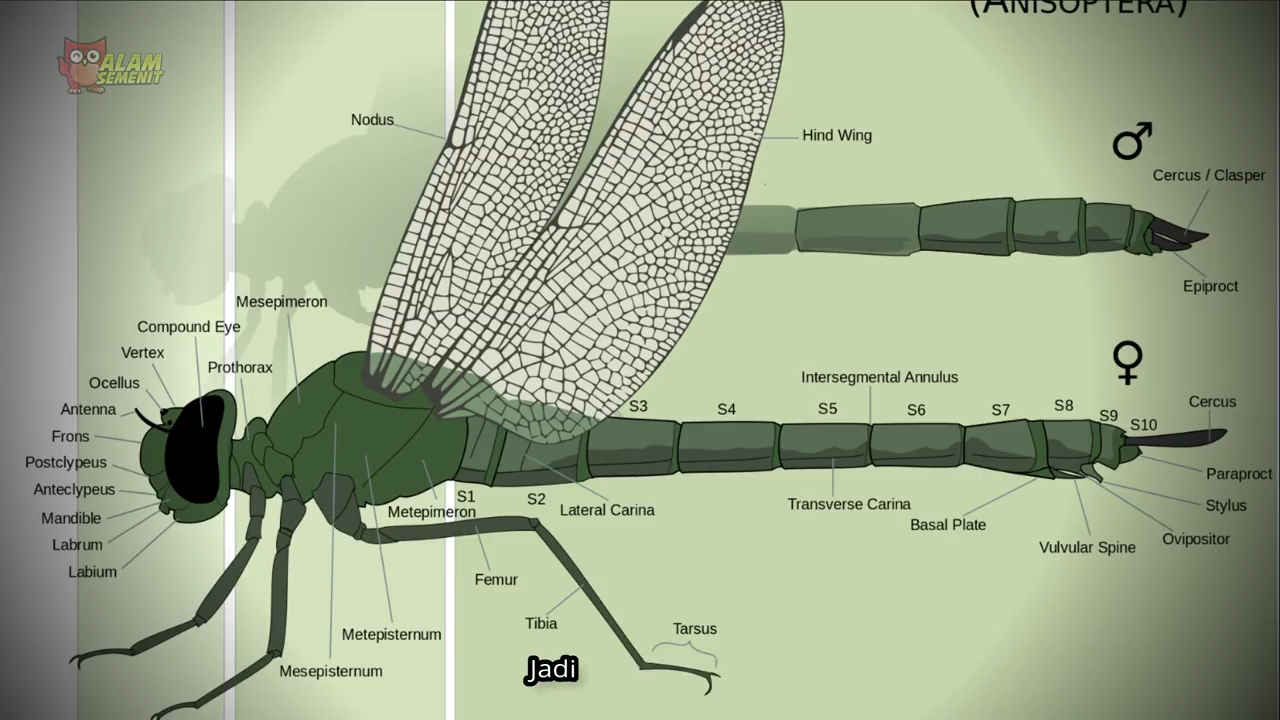 (ANISOPTERA)
ALAM
SEMENIT
Nodus
Hind Wing
♂
Cercus / Clasper
Epiproct
Mesepimeron
Compound Eye
Vertex
Prothorax
Ocellus
Antenna
Frons
Postclypeus
Anteclypeus
Mandible
Labrum
Labium
♀
Intersegmental Annulus
S3
S4
S5
S6
S7
S8
S9
S10
Cercus
Paraproct
Stylus
Ovipositor
Vulvular Spine
Basal Plate
Transverse Carina
Lateral Carina
S1
S2
Metepimeron
Femur
Tibia
Tarsus
Metepisternum
Mesepisternum
Jadi